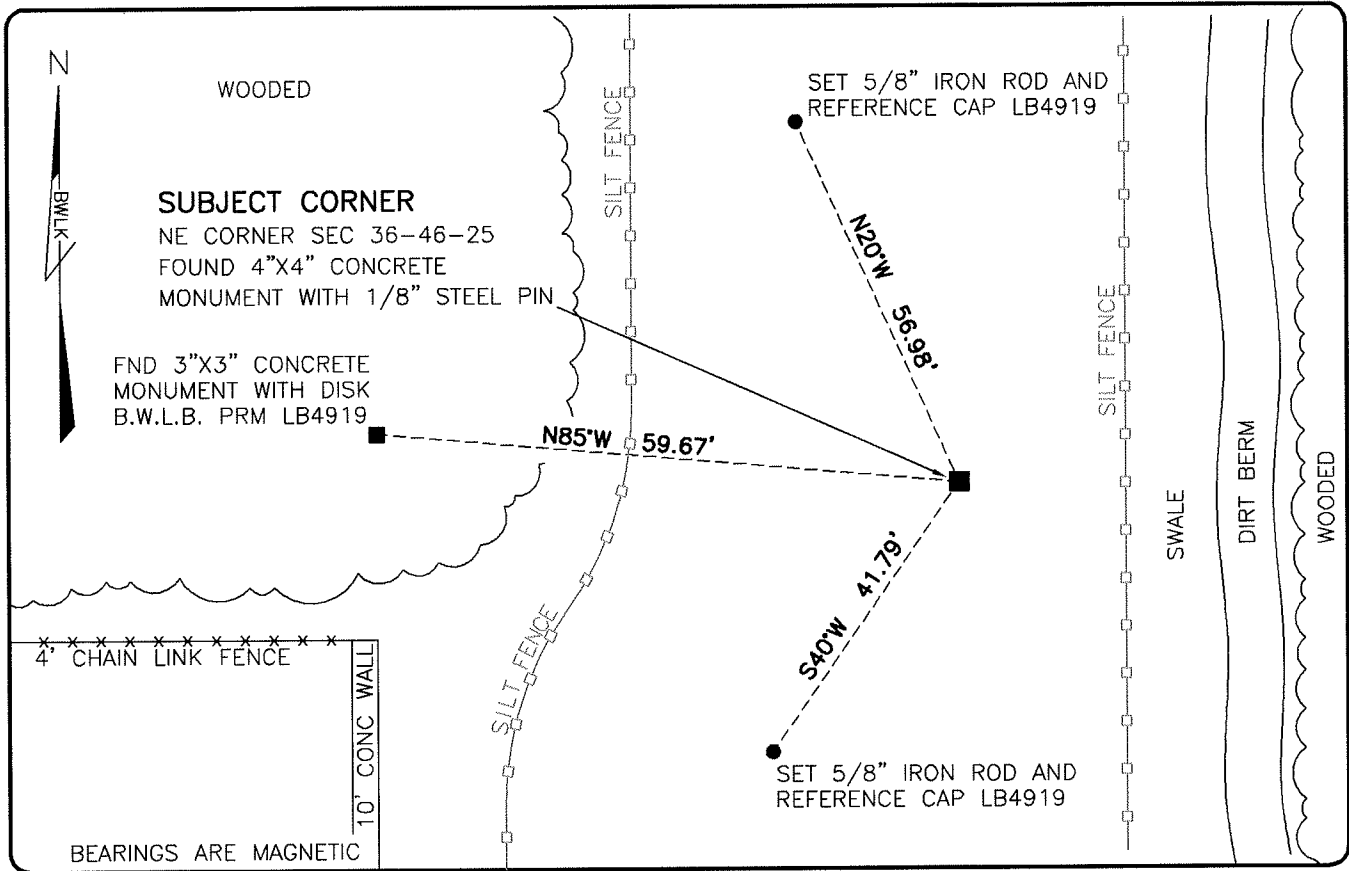 N
BWLK
WOODED
SUBJECT CORNER
NE CORNER SEC 36-46-25
FOUND 4"X4" CONCRETE
MONUMENT WITH 1/8" STEEL PIN
FND 3"X3" CONCRETE
MONUMENT WITH DISK
B.W.L.B. PRM LB4919
SILT FENCE
SET 5/8" IRON ROD AND
REFERENCE CAP LB4919
N20°W 56.98'
N85°W 59.67'
S40°W 41.79'
SILT FENCE
SWALE
DIRT BERM
WOODED
4' CHAIN LINK FENCE
10' CONC WALL
SILT FENCE
SET 5/8" IRON ROD AND
REFERENCE CAP LB4919
BEARINGS ARE MAGNETIC